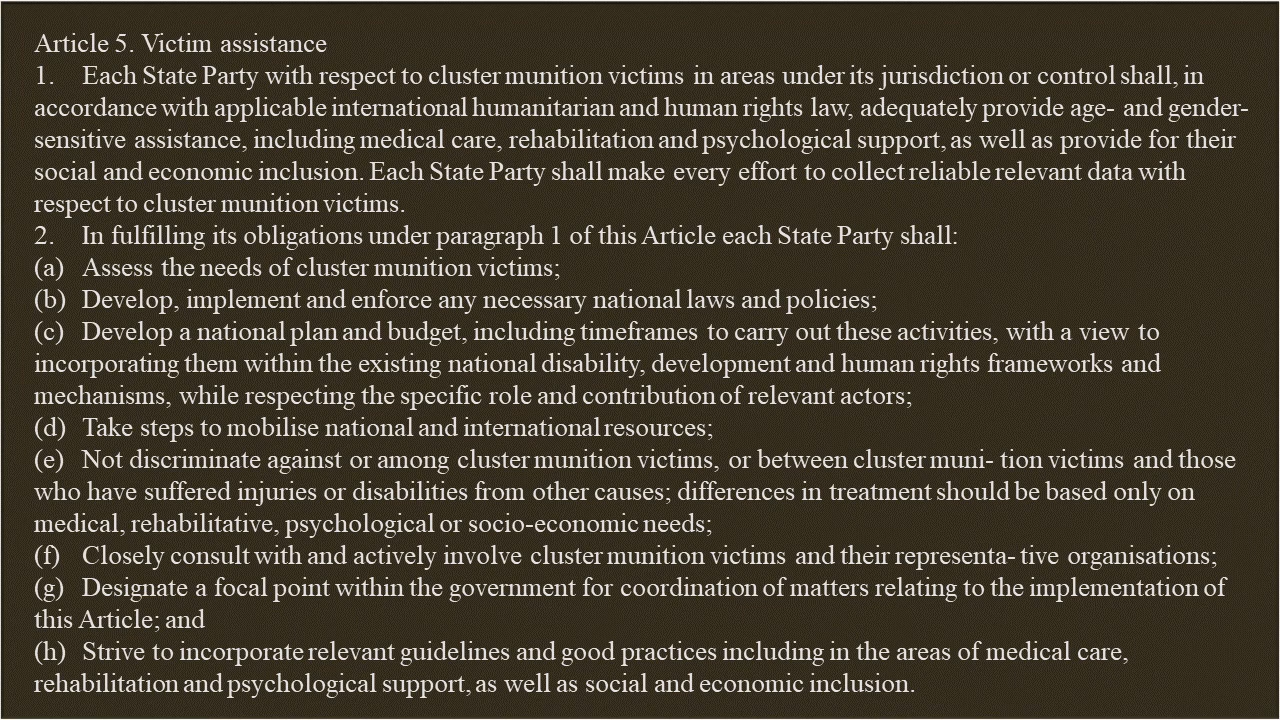 Article 5. Victim assistance
1. Each State Party with respect to cluster munition victims in areas under its jurisdiction or control shall, in
accordance with applicable international humanitarian and human rights law, adequately provide age- and gender-
sensitive assistance, including medical care, rehabilitation and psychological support, as well as provide for their
social and economic inclusion. Each State Party shall make every effort to collect reliable relevant data with
respect to cluster munition victims.
2. In fulfilling its obligations under paragraph 1 of this Article each State Party shall:
(a) Assess the needs of cluster munition victims;
(b) Develop, implement and enforce any necessary national laws and policies;
(c) Develop a national plan and budget, including timeframes to carry out these activities, with a view to
incorporating them within the existing national disability, development and human rights frameworks and
mechanisms, while respecting the specific role and contribution of relevant actors;
(d) Take steps to mobilise national and international resources;
(e) Not discriminate against or among cluster munition victims, or between cluster muni- tion victims and those
who have suffered injuries or disabilities from other causes; differences in treatment should be based only on
medical, rehabilitative, psychological or socio-economic needs;
(f) Closely consult with and actively involve cluster munition victims and their representa- tive organisations;
(g) Designate a focal point within the government for coordination of matters relating to the implementation of
this Article; and
(h) Strive to incorporate relevant guidelines and good practices including in the areas of medical care,
rehabilitation and psychological support, as well as social and economic inclusion.